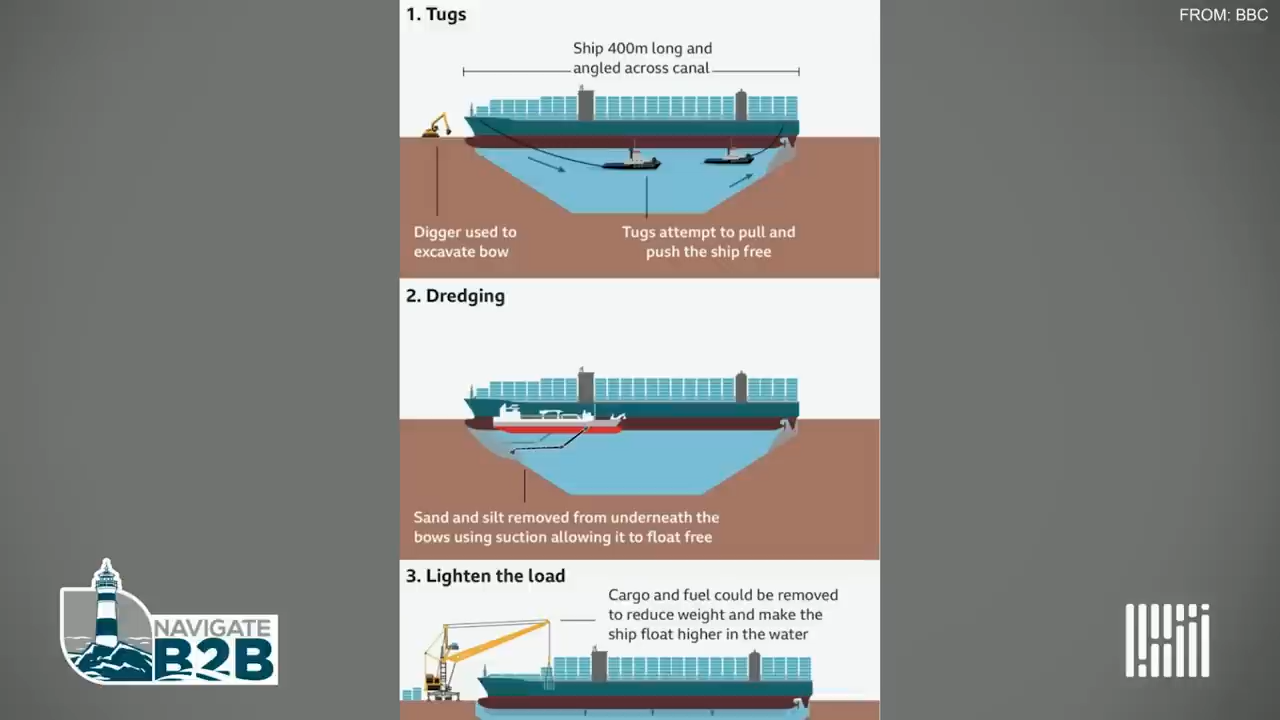 FROM: BBC
1. Tugs
Ship 400m long and
angled across canal
Digger used to
excavate bow
Tugs attempt to pull and
push the ship free
2. Dredging
Sand and silt removed from underneath the
bows using suction allowing it to float free
3. Lighten the load
Cargo and fuel could be removed
to reduce weight and make the
ship float higher in the water
NAVIGATE
B2B